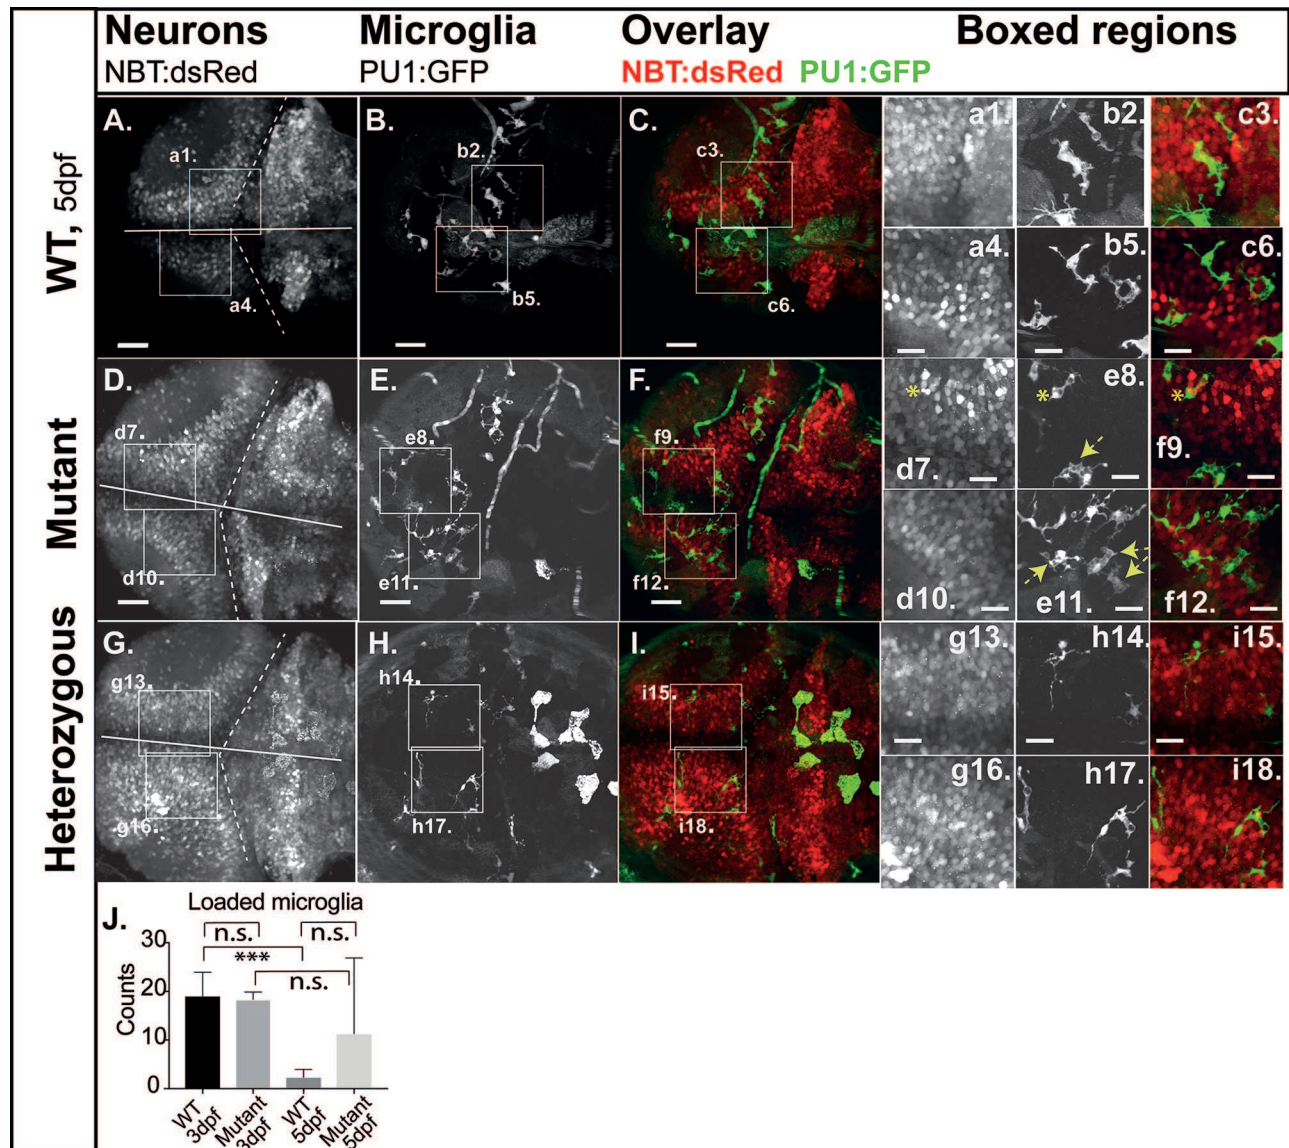 Neurons Microglia Overlay Boxed regions
NBT:dsRed PU1:GFP NBT:dsRed PU1:GFP
WT, 5dpf
A. B. C. a1. b2. c3.
a1. b2. c3.
a4. b5. c6.
a4. b5. c6.
Mutant
D. E. F. * * * e8.
d7. e8. f9. d7. f9.
d10. e11. f12. d10. e11. f12.
Heterozygous
G. H. I. g13. h14. i15.
g13. h14. i15.
g16. h17. i18.
g16. h17. i18.
J. Loaded microglia
n.s. n.s.
***
n.s.
Counts
30
20
10
0
WT 3dpf
Mutant 3dpf
WT 5dpf
Mutant 5dpf